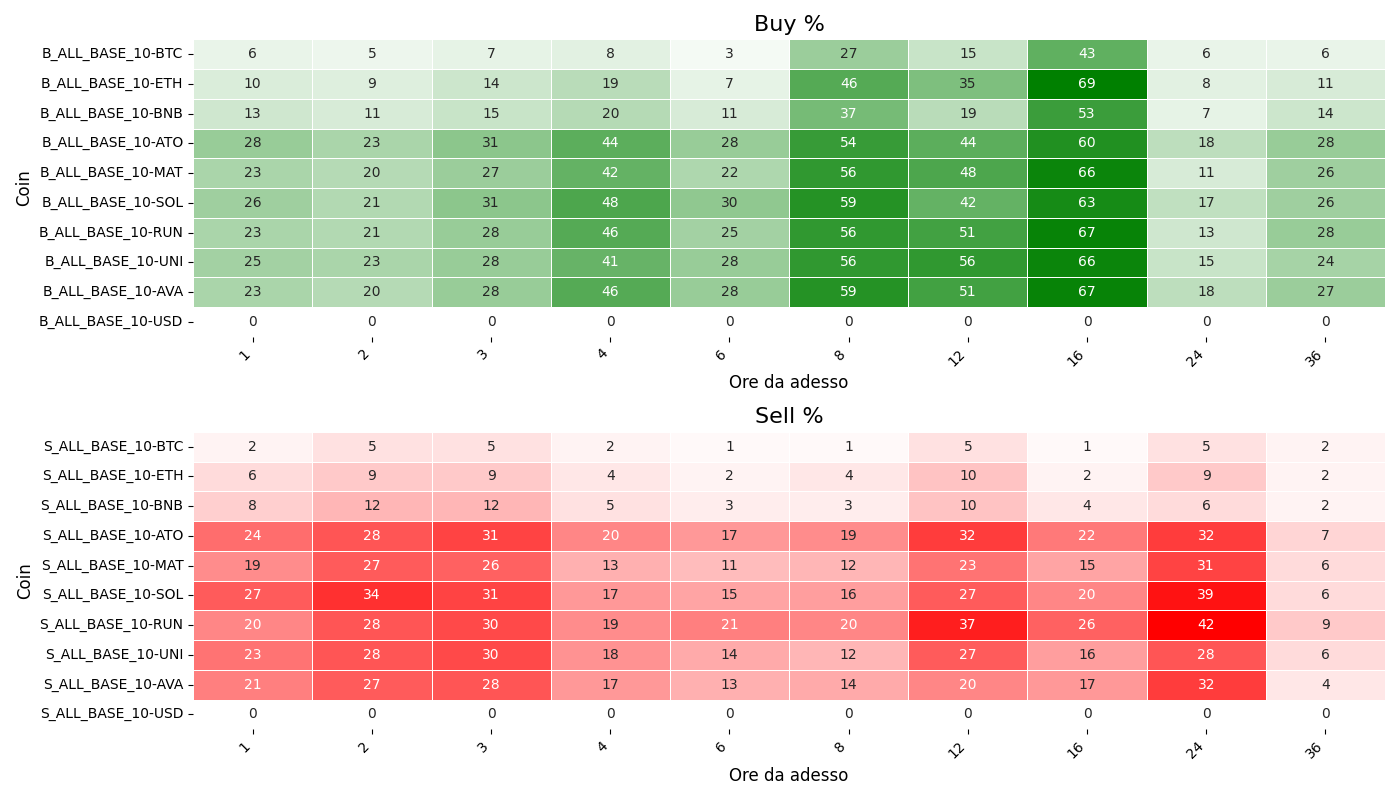 Buy %
Coin
B_ALL_BASE_10-BTC 6 5 7 8 3 27 15 43 6 6
B_ALL_BASE_10-ETH 10 9 14 19 7 46 35 69 8 11
B_ALL_BASE_10-BNB 13 11 15 20 11 37 19 53 7 14
B_ALL_BASE_10-ATO 28 23 31 44 28 54 44 60 18 28
B_ALL_BASE_10-MAT 23 20 27 42 22 56 48 66 11 26
B_ALL_BASE_10-SOL 26 21 31 48 30 59 42 63 17 26
B_ALL_BASE_10-RUN 23 21 28 46 25 56 51 67 13 28
B_ALL_BASE_10-UNI 25 23 28 41 28 56 56 66 15 24
B_ALL_BASE_10-AVA 23 20 28 46 28 59 51 67 18 27
B_ALL_BASE_10-USD 0 0 0 0 0 0 0 0 0 0
1 2 3 4 6 8 12 16 24 36
Ore da adesso
Sell %
Coin
S_ALL_BASE_10-BTC 2 5 5 2 1 1 5 1 5 2
S_ALL_BASE_10-ETH 6 9 9 4 2 4 10 2 9 2
S_ALL_BASE_10-BNB 8 12 12 5 3 3 10 4 6 2
S_ALL_BASE_10-ATO 24 28 31 20 17 19 32 22 32 7
S_ALL_BASE_10-MAT 19 27 26 13 11 12 23 15 31 6
S_ALL_BASE_10-SOL 27 34 31 17 15 16 27 20 39 6
S_ALL_BASE_10-RUN 20 28 30 19 21 20 37 26 42 9
S_ALL_BASE_10-UNI 23 28 30 18 14 12 27 16 28 6
S_ALL_BASE_10-AVA 21 27 28 17 13 14 20 17 32 4
S_ALL_BASE_10-USD 0 0 0 0 0 0 0 0 0 0
1 2 3 4 6 8 12 16 24 36
Ore da adesso